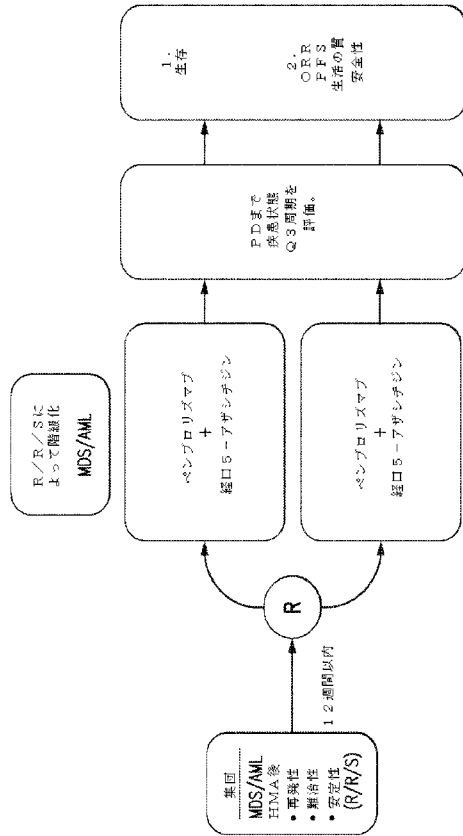 集団
MDS/AML
HMA後
• 再発性
• 難治性
• 安定性
(R/R/S)
12週間以内
R
R/R/Sに
よって階級化
MDS/AML
ペンブロリズマブ
+
経口5-アザシチジン
ペンブロリズマブ
+
経口5-アザシチジン
PDまで
疾患状態
Q3周期を
評価。
1.
生存
2.
ORR
PFS
生活の質
安全性